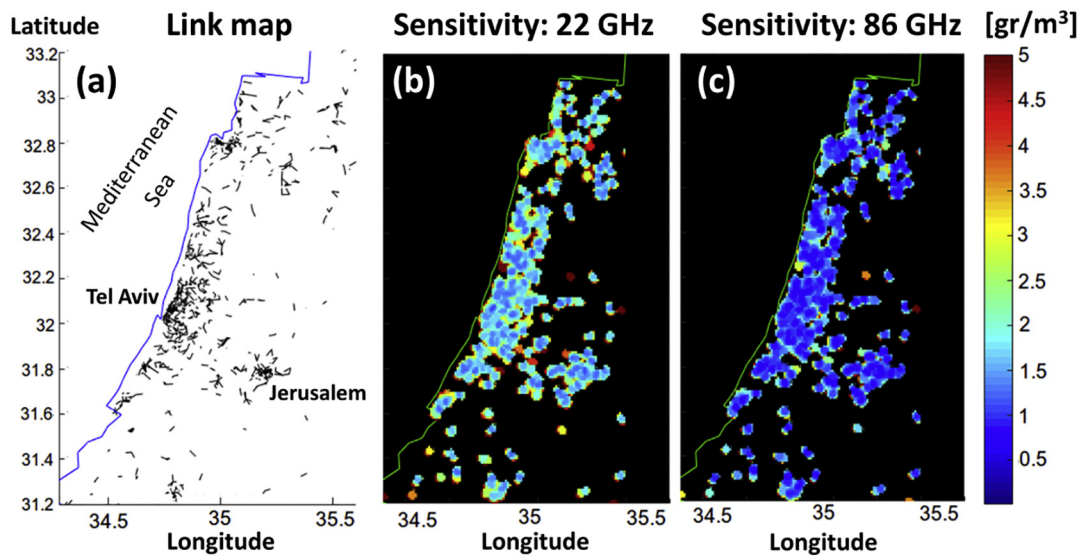 Latitude Link map Sensitivity: 22 GHz Sensitivity: 86 GHz [gr/m³]
33.2
33
32.8
32.6
32.4
32.2
32
31.8
31.6
31.4
31.2
(a)
Mediterranean
Sea
Tel Aviv
Jerusalem
34.5 35 35.5
Longitude
(b)
34.5 35 35.5
Longitude
(c)
34.5 35 35.5
Longitude
5
4.5
4
3.5
3
2.5
2
1.5
1
0.5